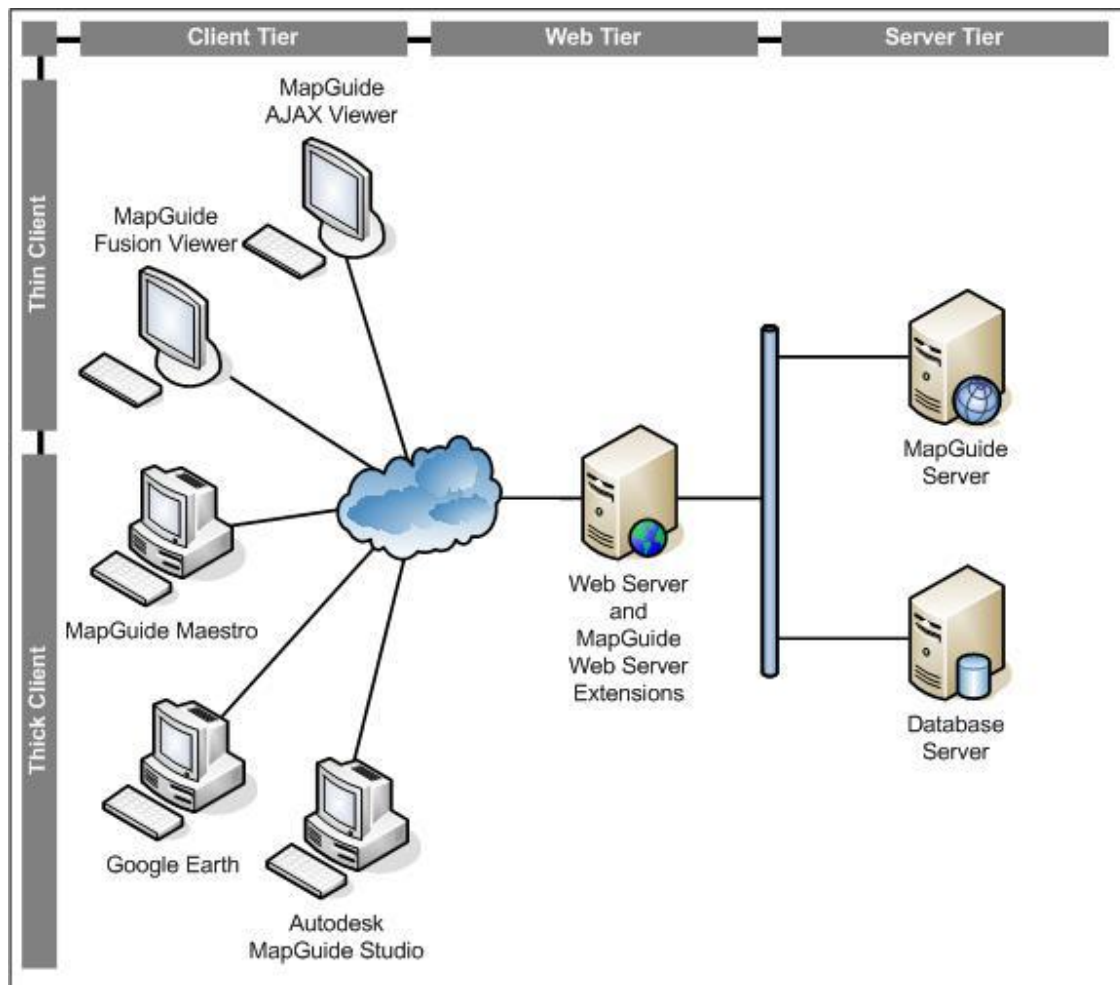 Client Tier
Web Tier
Server Tier
Thin Client
Thick Client
MapGuide
AJAX Viewer
MapGuide
Fusion Viewer
MapGuide Maestro
Google Earth
Autodesk
MapGuide Studio
Web Server
and
MapGuide
Web Server
Extensions
MapGuide
Server
Database
Server